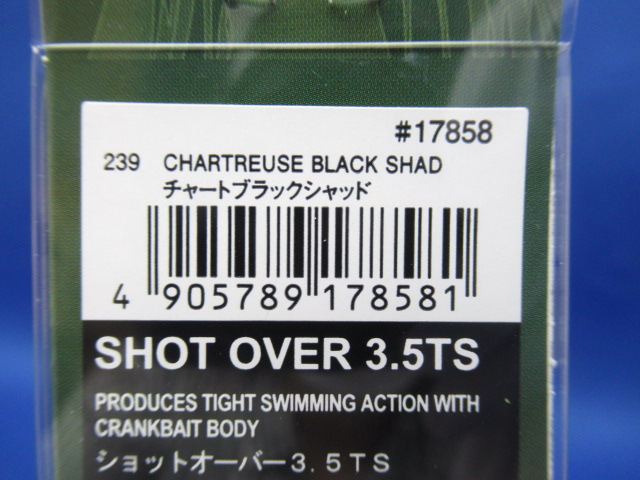 #17858
239 CHARTREUSE BLACK SHAD
チャートブラックシャッド
4 905789 178581
SHOT OVER 3.5TS
PRODUCES TIGHT SWIMMING ACTION WITH
CRANKBAIT BODY
ショットオーバー3.5TS